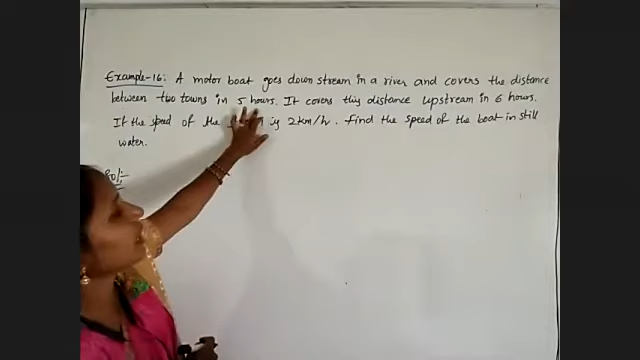 Example-16: A motor boat goes down stream in a river and covers the distance
between two towns in 5 hours. It covers this distance upstream in 6 hours.
If the speed of the is 2km/h. find the speed of the boat in still
water.
Sol:-